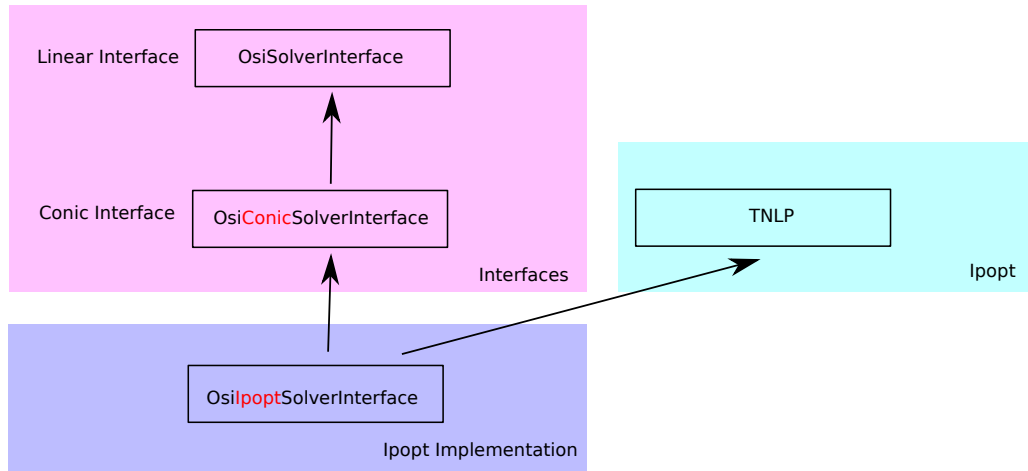 Linear Interface
OsiSolverInterface
Conic Interface
OsiConicSolverInterface
Interfaces
TNLP
Ipopt
OsiIpoptSolverInterface
Ipopt Implementation